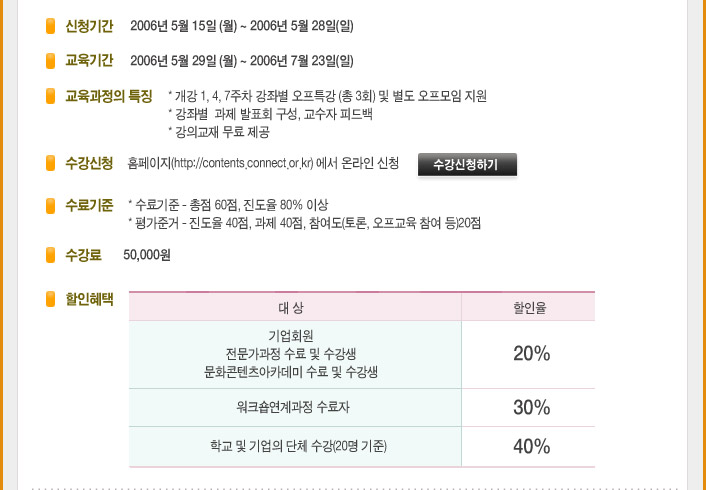 신청기간 2006년 5월 15일 (월) ~ 2006년 5월 28일(일)
교육기간 2006년 5월 29일 (월) ~ 2006년 7월 23일(일)
교육과정의 특징 * 개강 1, 4, 7주차 강좌별 오프특강 (총 3회) 및 별도 오프모임 지원
* 강좌별 과제 발표회 구성, 교수자 피드백
* 강의교재 무료 제공
수강신청 홈페이지(http://contents.connect.or.kr) 에서 온라인 신청 수강신청하기
수료기준 * 수료기준 - 총점 60점, 진도율 80% 이상
* 평가준거 - 진도율 40점, 과제 40점, 참여도(토론, 오프교육 참여 등)20점
수강료 50,000원
할인혜택
대 상 할인율
기업회원
전문가과정 수료 및 수강생
문화콘텐츠아카데미 수료 및 수강생
20%
워크숍연계과정 수료자 30%
학교 및 기업의 단체 수강(20명 기준) 40%